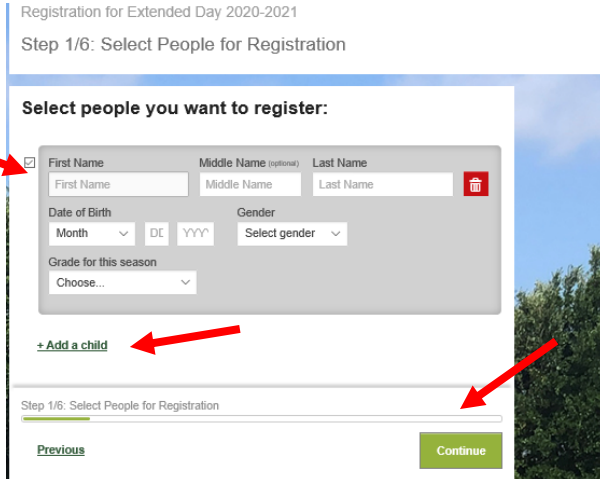 Registration for Extended Day 2020-2021
Step 1/6: Select People for Registration
Select people you want to register:
First Name Middle Name (optional) Last Name
First Name Middle Name Last Name
Date of Birth Gender
Month DD YYYY Select gender
Grade for this season
Choose...
+ Add a child
Step 1/6: Select People for Registration
Previous Continue